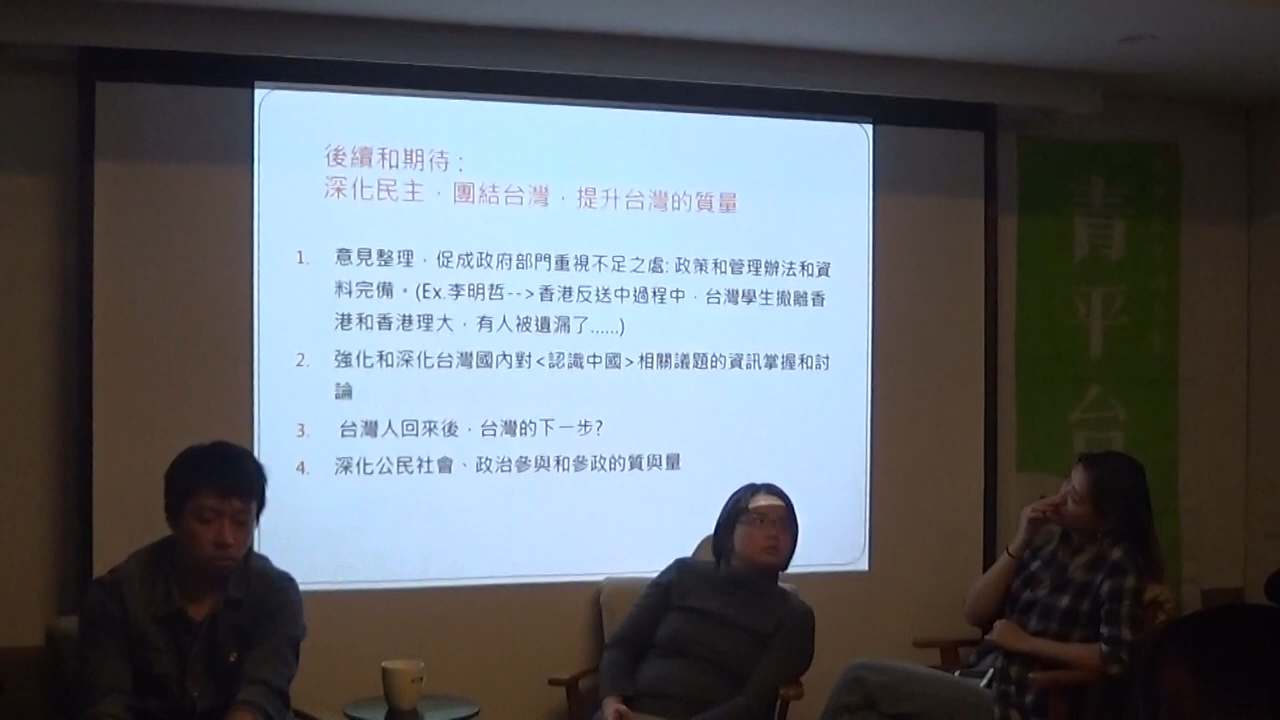 後續和期待:
深化民主，團結台灣，提升台灣的質量
1. 意見整理，促成政府部門重視不足之處: 政策和管理辦法和資
料完備。(Ex.李明哲-->香港反送中過程中，台灣學生撤離香
港和香港理大，有人被遺漏了......)
2. 強化和深化台灣國內對<認識中國>相關議題的資訊掌握和討
論
3. 台灣人回來後，台灣的下一步?
4. 深化公民社會、政治參與和參政的質與量
青平台